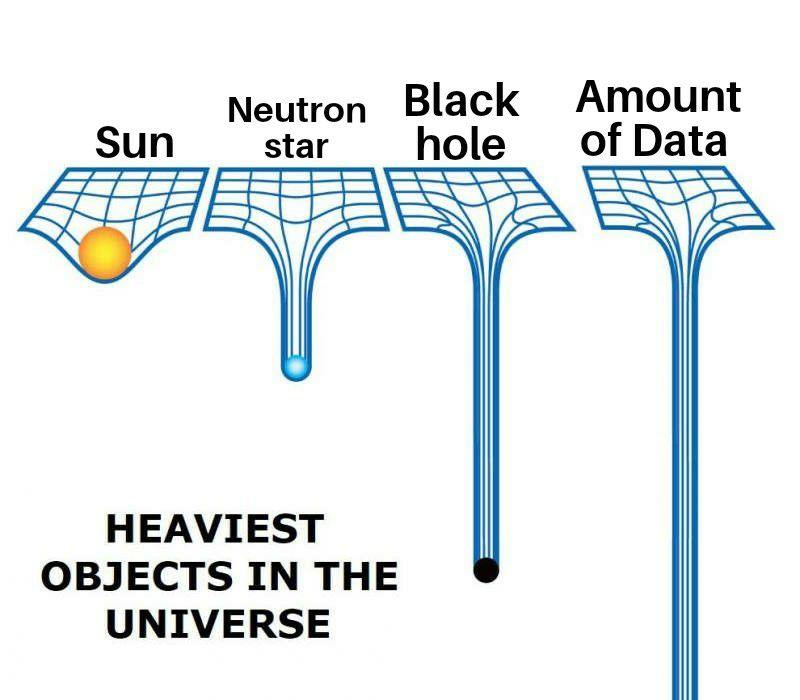 Sun
Neutron
star
Black
hole
Amount
of Data
HEAVIEST
OBJECTS IN THE
UNIVERSE